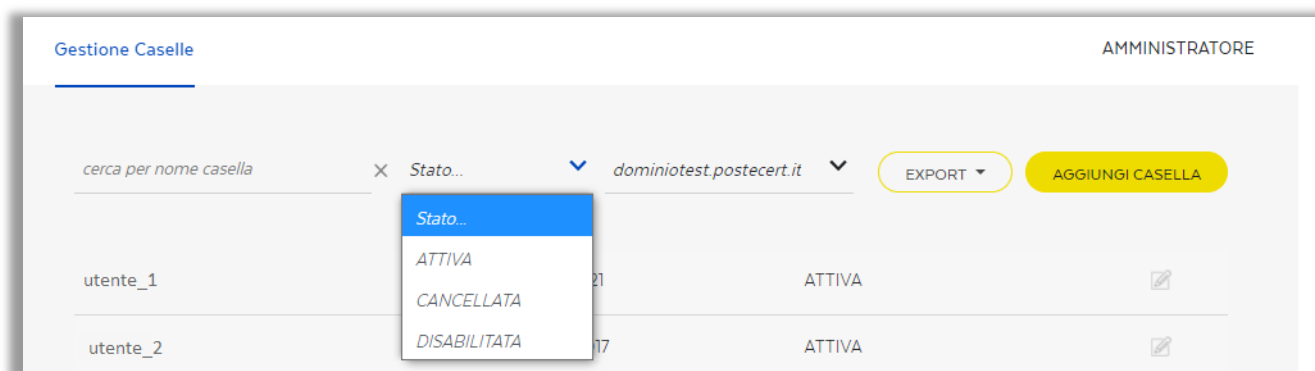 Gestione Caselle
AMMINISTRATORE
cerca per nome casella
Stato...
dominiotest.postecert.it
EXPORT
AGGIUNGI CASELLA
Stato...
ATTIVA
CANCELLATA
DISABILITATA
utente_1
21
ATTIVA
utente_2
17
ATTIVA